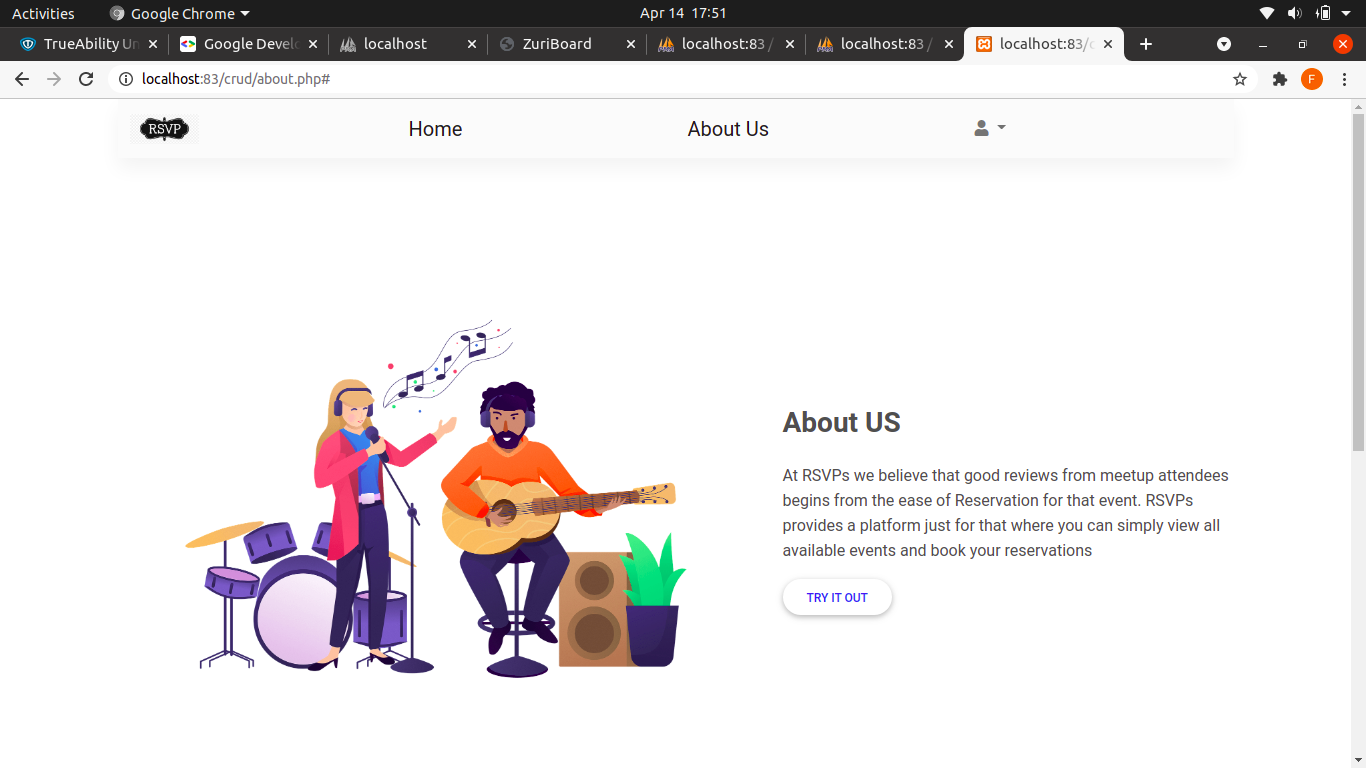 Activities
Google Chrome
Apr 14 17:51
TrueAbility Un
Google Develo
localhost
ZuriBoard
localhost:83 /
localhost:83 /
localhost:83/c
localhost:83/crud/about.php#
F
RSVP
Home
About Us
About US
At RSVPs we believe that good reviews from meetup attendees
begins from the ease of Reservation for that event. RSVPs
provides a platform just for that where you can simply view all
available events and book your reservations
TRY IT OUT